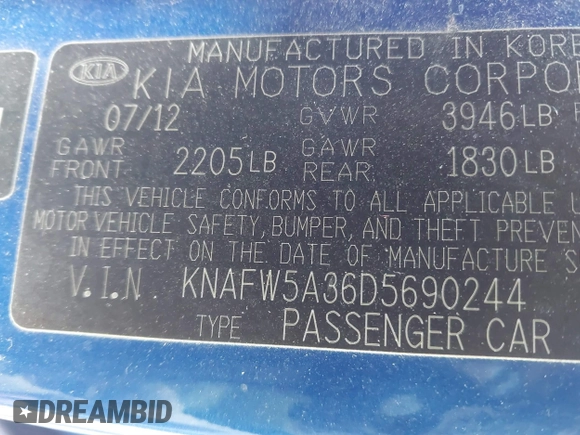 MANUFACTURED IN KORE
KIA KIA MOTORS CORPO
07/12 GVWR 3946LB
GAWR FRONT 2205LB GAWR REAR 1830LB
THIS VEHICLE CONFORMS TO ALL APPLICABLE
MOTOR VEHICLE SAFETY, BUMPER, AND THEFT PREVEN
IN EFFECT ON THE DATE OF MANUFACTURE S
V.I.N KNAFW5A36D5690244
TYPE PASSENGER CAR
DREAMBID